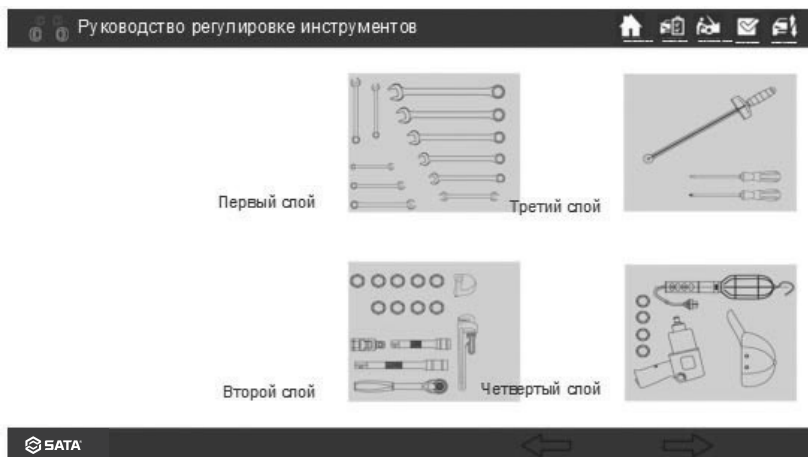 Руководство регулировке инструментов
Первый слой
Третий слой
Второй слой
Четвертый слой
SATA